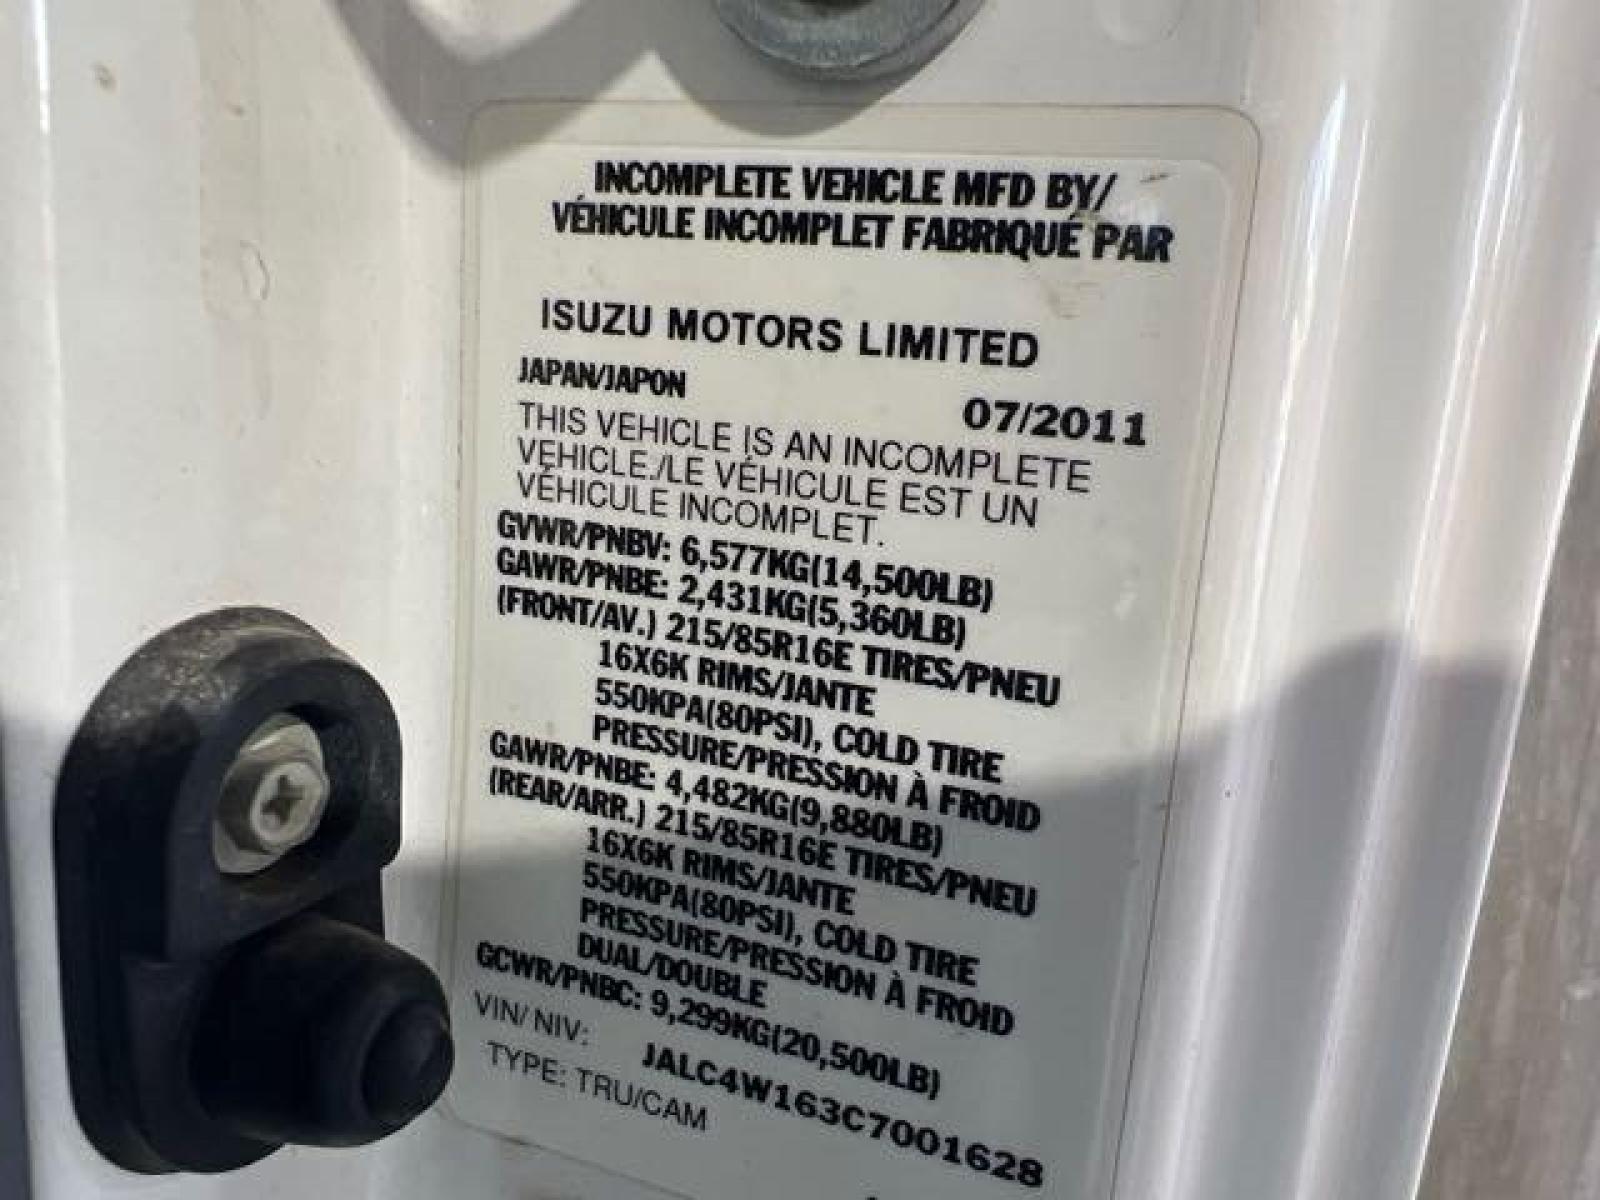 INCOMPLETE VEHICLE MFD BY/
VÉHICULE INCOMPLET FABRIQUÉ PAR
ISUZU MOTORS LIMITED
JAPAN/JAPON
07/2011
THIS VEHICLE IS AN INCOMPLETE
VEHICLE./LE VÉHICULE EST UN
VÉHICULE INCOMPLET.
GVWR/PNBV: 6,577KG(14,500LB)
GAWR/PNBE: 2,431KG(5,360LB)
(FRONT/AV.) 215/85R16E TIRES/PNEU
16X6K RIMS/JANTE
550KPA(80PSI), COLD TIRE
PRESSURE/PRESSION À FROID
GAWR/PNBE: 4,482KG(9,880LB)
(REAR/ARR.) 215/85R16E TIRES/PNEU
16X6K RIMS/JANTE
550KPA(80PSI), COLD TIRE
PRESSURE/PRESSION À FROID
DUAL/DOUBLE
GCWR/PNBC: 9,299KG(20,500LB)
VIN/NIV: JALC4W163C7001628
TYPE: TRU/CAM